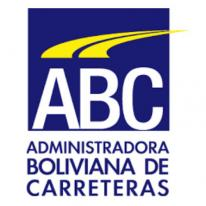 ABC
ADMINISTRADORA
BOLIVIANA DE
CARRETERAS